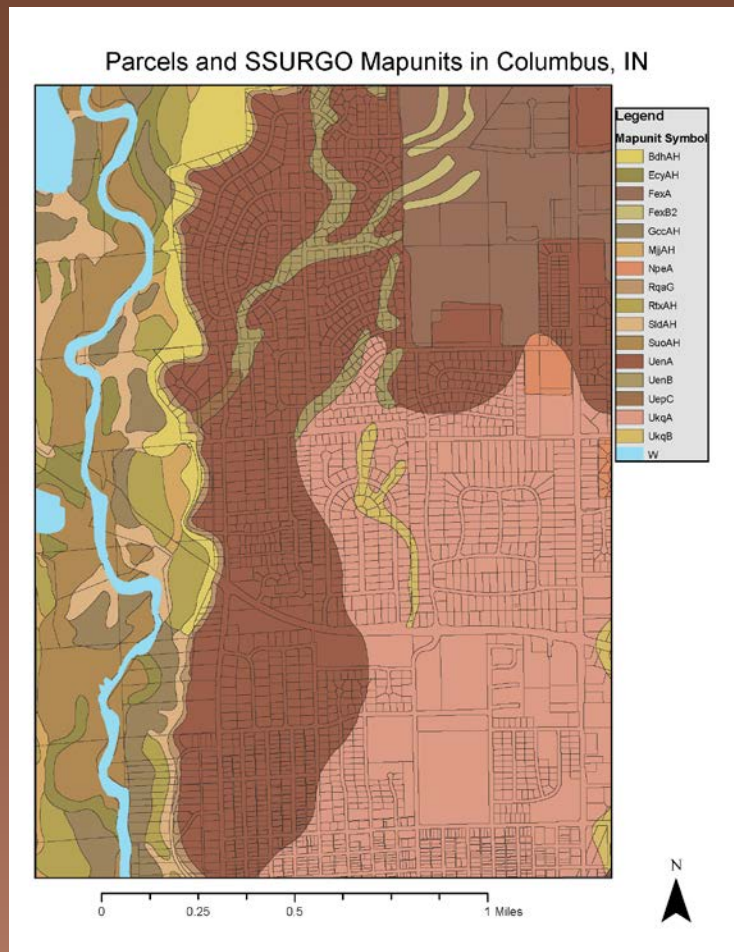 Parcels and SSURGO Mapunits in Columbus, IN
Legend
Mapunit Symbol
BdhAH
EcyAH
FexA
FexB2
GccAH
MjjAH
NpeA
RqaG
RtxAH
SldAH
SuoAH
UenA
UenB
UepC
UkqA
UkqB
W
N
0 0.25 0.5 1 Miles